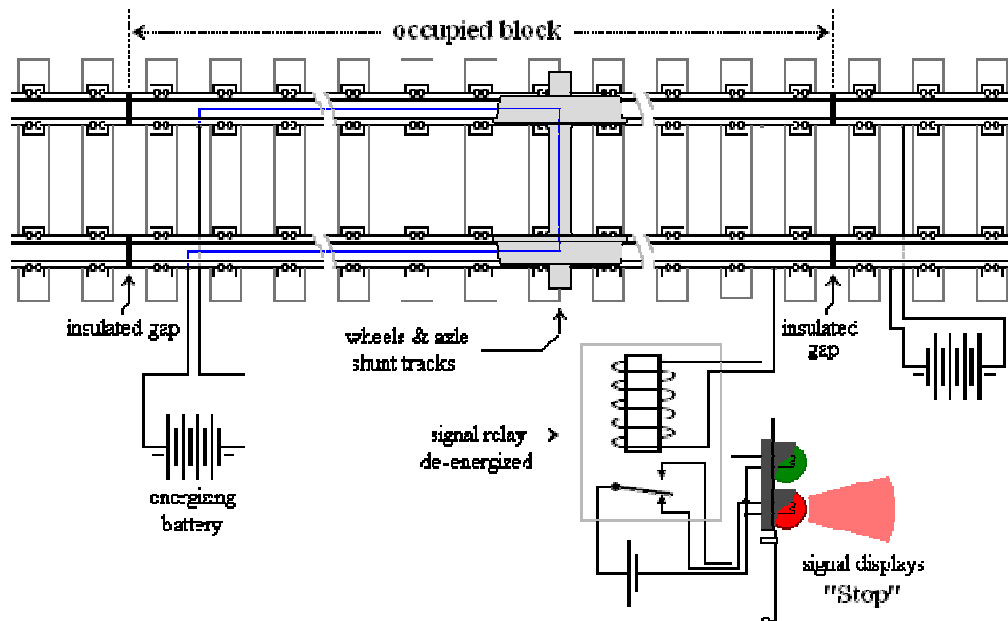 occupied block
insulated gap
wheels & axle
shunt tracks
insulated
gap
signal relay
de-energized
energizing
battery
signal displays
"Stop"